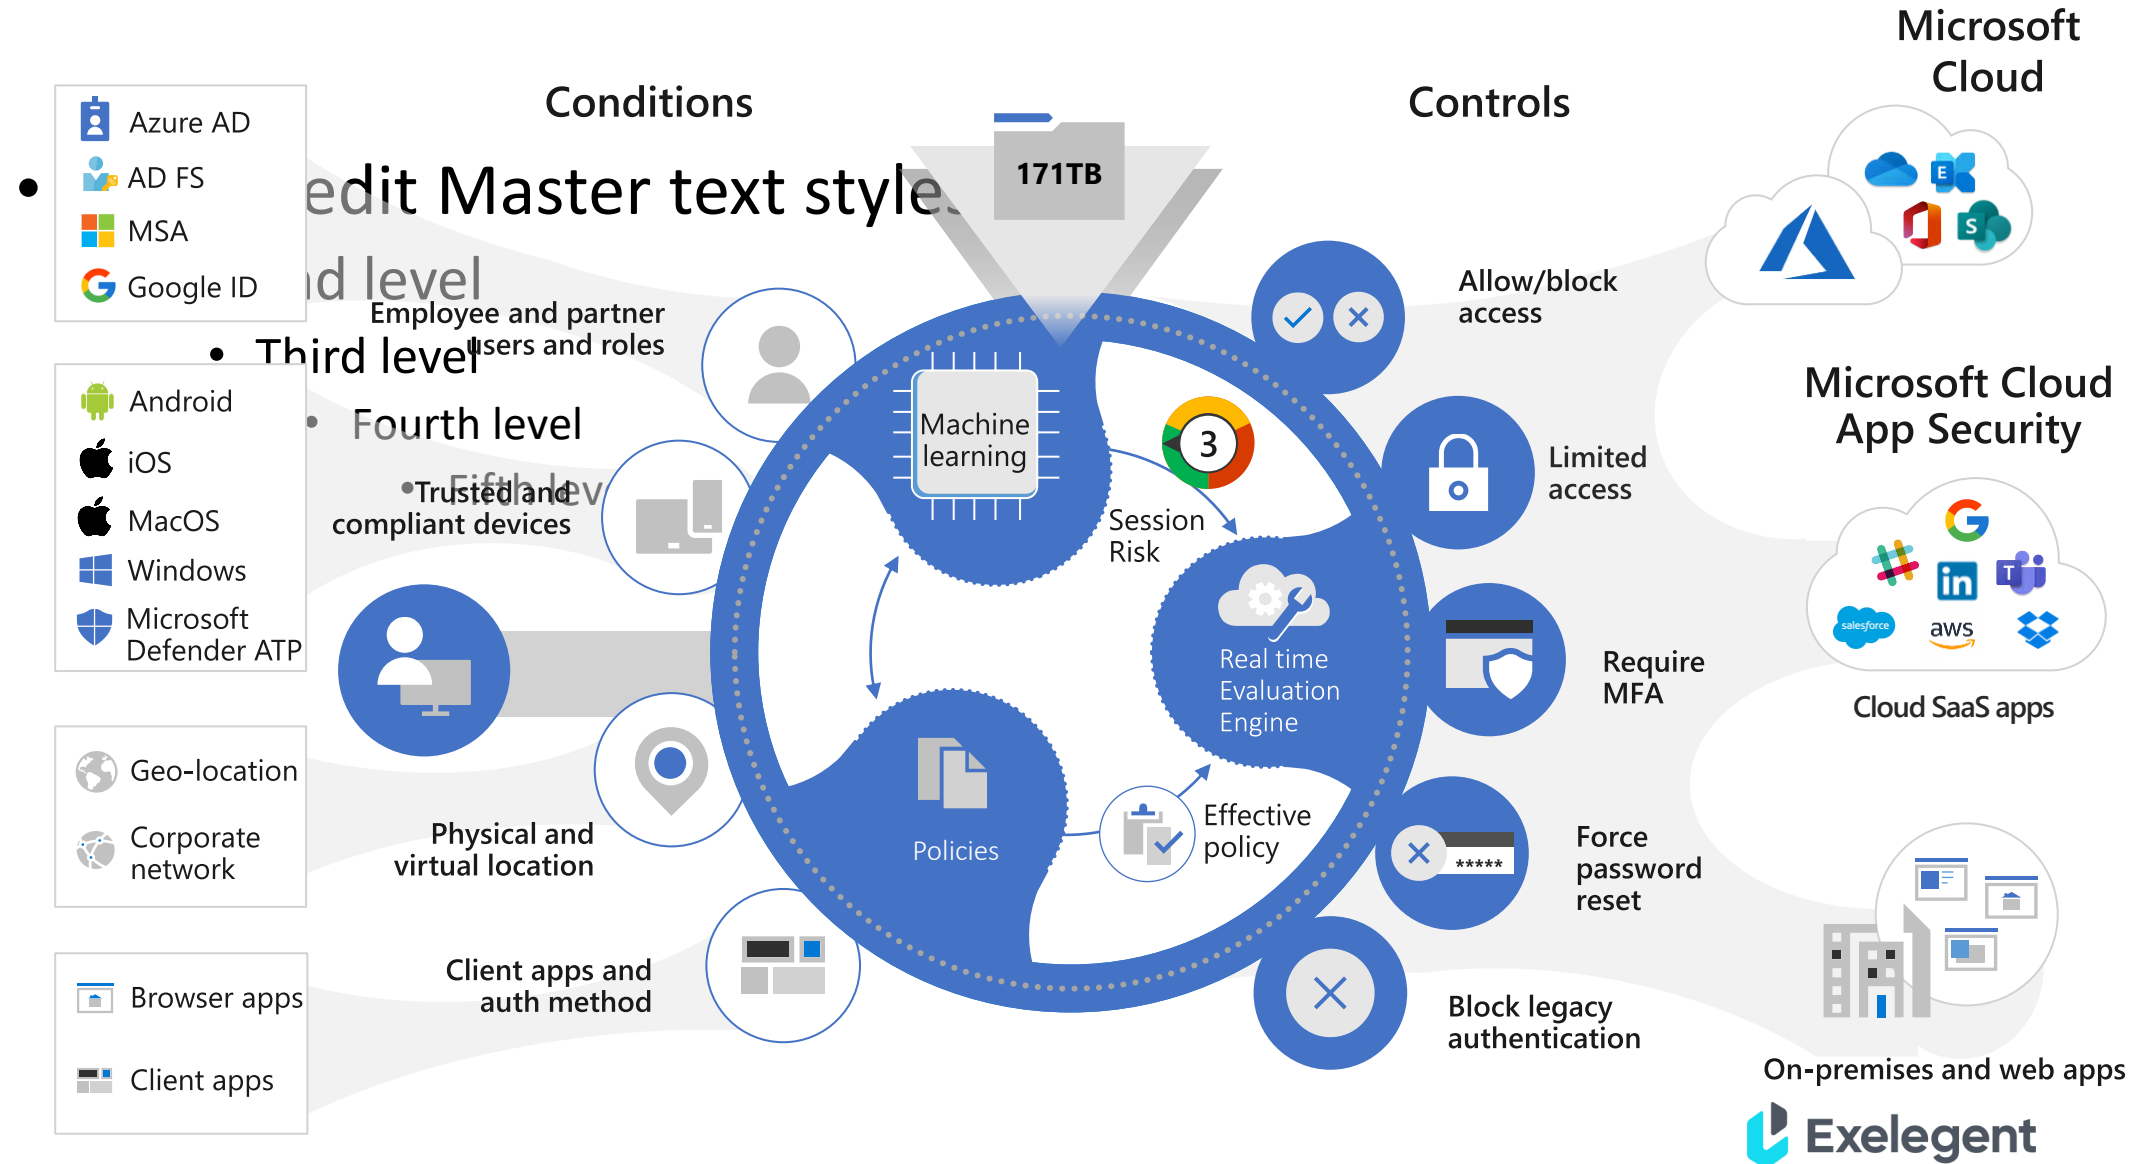 Microsoft
Cloud
Conditions
Controls
171TB
Azure AD
AD FS
MSA
Google ID
edit Master text styles
d level
Third level
Fourth level
Fifth lev
Employee and partner
users and roles
Android
iOS
MacOS
Windows
Microsoft
Defender ATP
Trusted and
compliant devices
Geo-location
Corporate
network
Physical and
virtual location
Browser apps
Client apps
Client apps and
auth method
Machine
learning
3
Session
Risk
Real time
Evaluation
Engine
Policies
Effective
policy
Allow/block
access
Limited
access
Require
MFA
*****
Force
password
reset
Block legacy
authentication
E
S
Microsoft Cloud
App Security
T
in
salesforce
aws
Cloud SaaS apps
On-premises and web apps
Exelegent